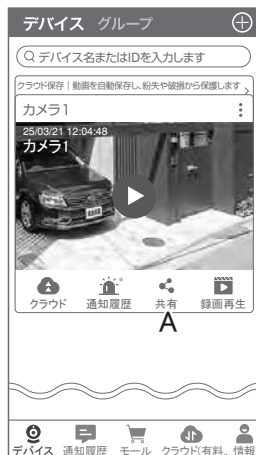 デバイス グループ
デバイス名またはIDを入力します
クラウド保存｜動画を自動保存し、紛失や破損から保護します
カメラ1
25/03/21 12:04:48
カメラ1
クラウド 通知履歴 共有 録画再生
A
デバイス 通知履歴 モール クラウド(有料... 情報